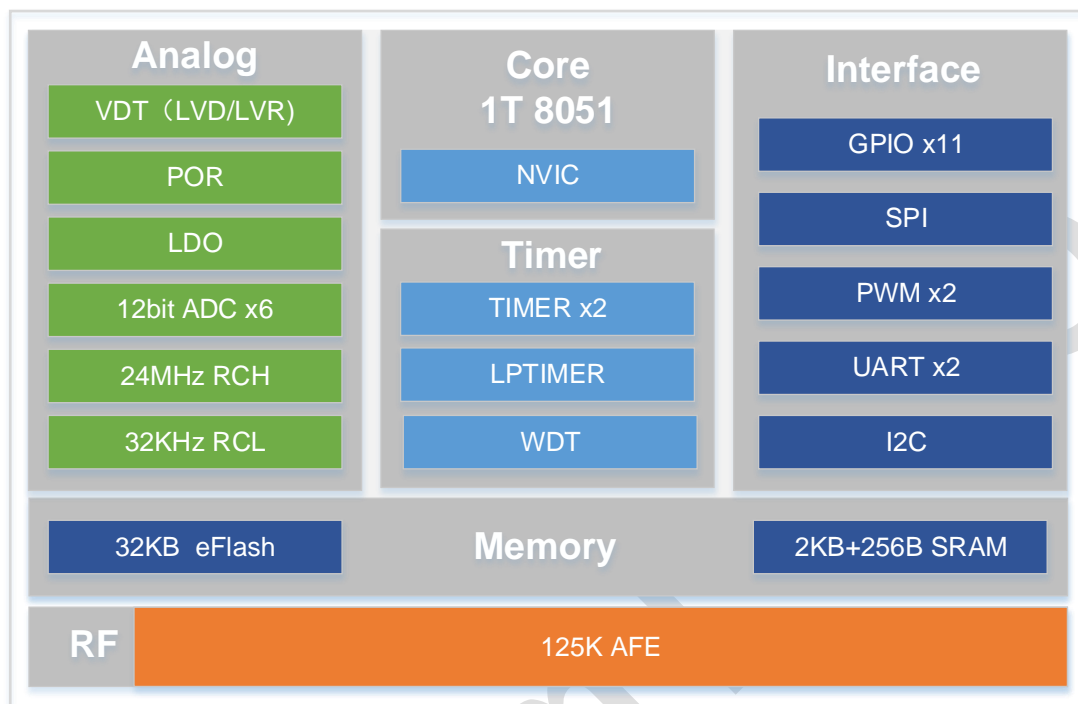 Analog
VDT（LVD/LVR)
POR
LDO
12bit ADC x6
24MHz RCH
32KHz RCL
Core
1T 8051
NVIC
Timer
TIMER x2
LPTIMER
WDT
Interface
GPIO x11
SPI
PWM x2
UART x2
I2C
32KB eFlash
Memory
2KB+256B SRAM
RF
125K AFE